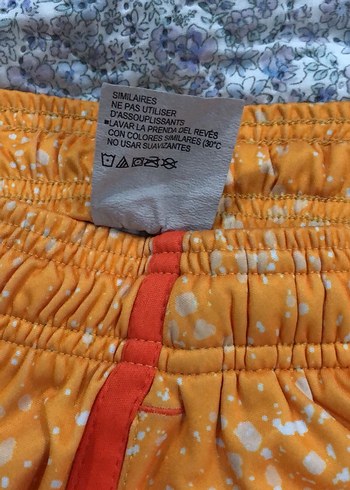 SIMILAIRES
NE PAS UTILISER
D'ASSOUPLISSANTS
•LAVAR LA PRENDA DEL REVÉS
CON COLORES SIMILARES (30°C
NO USAR SUAVIZANTES